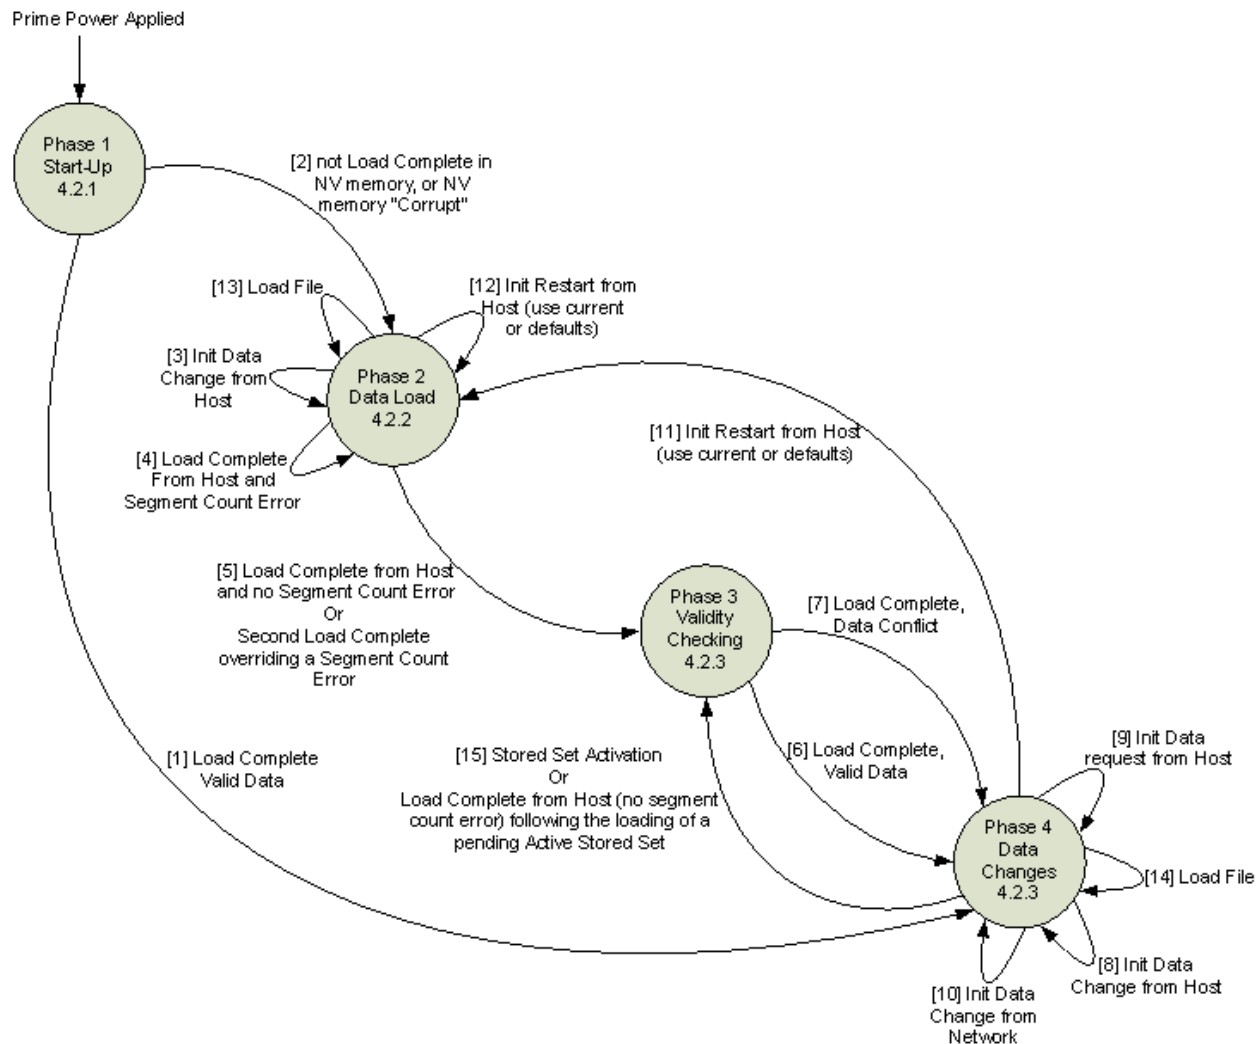 Prime Power Applied
Phase 1
Start-Up
4.2.1
[2] not Load Complete in
NV memory, or NV
memory "Corrupt"
[13] Load File
[12] Init Restart from
Host (use current
or defaults)
[3] Init Data
Change from
Host
Phase 2
Data Load
4.2.2
[4] Load Complete
From Host and
Segment Count Error
[11] Init Restart from Host
(use current or defaults)
[5] Load Complete from Host
and no Segment Count Error
Or
Second Load Complete
overriding a Segment Count
Error
Phase 3
Validity
Checking
4.2.3
[7] Load Complete,
Data Conflict
[1] Load Complete
Valid Data
[15] Stored Set Activation
Or
Load Complete from Host (no segment
count error) following the loading of a
pending Active Stored Set
[6] Load Complete,
Valid Data
[9] Init Data
request from Host
Phase 4
Data
Changes
4.2.3
[14] Load File
[8] Init Data
Change from Host
[10] Init Data
Change from
Network